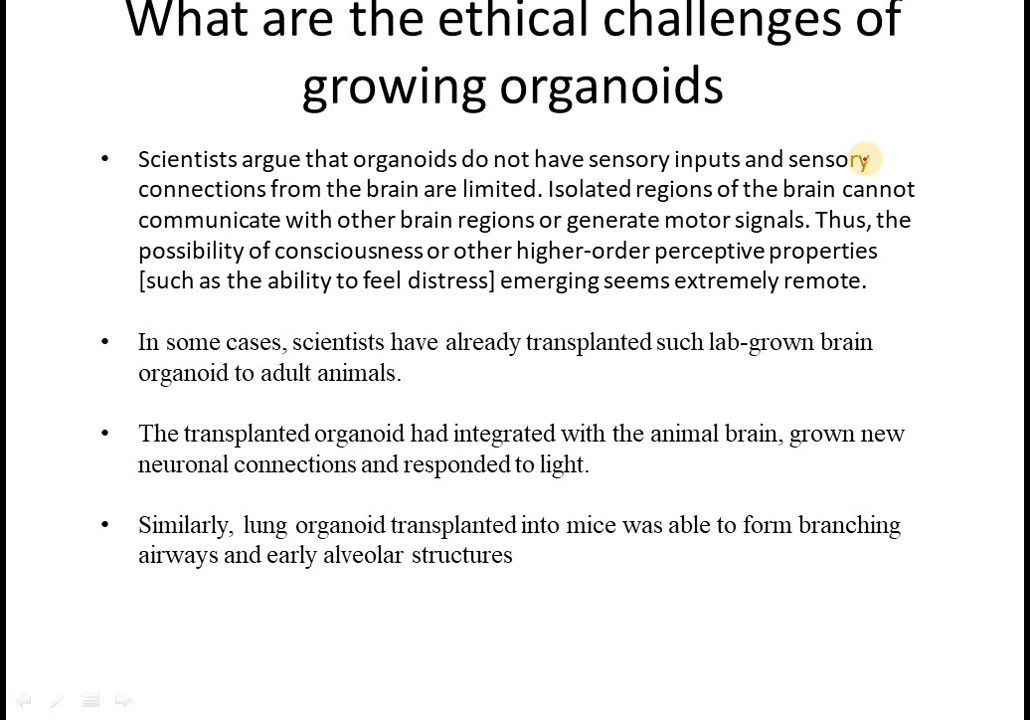 What are the ethical challenges of
growing organoids
• Scientists argue that organoids do not have sensory inputs and sensory
connections from the brain are limited. Isolated regions of the brain cannot
communicate with other brain regions or generate motor signals. Thus, the
possibility of consciousness or other higher-order perceptive properties
[such as the ability to feel distress] emerging seems extremely remote.
• In some cases, scientists have already transplanted such lab-grown brain
organoid to adult animals.
• The transplanted organoid had integrated with the animal brain, grown new
neuronal connections and responded to light.
• Similarly, lung organoid transplanted into mice was able to form branching
airways and early alveolar structures